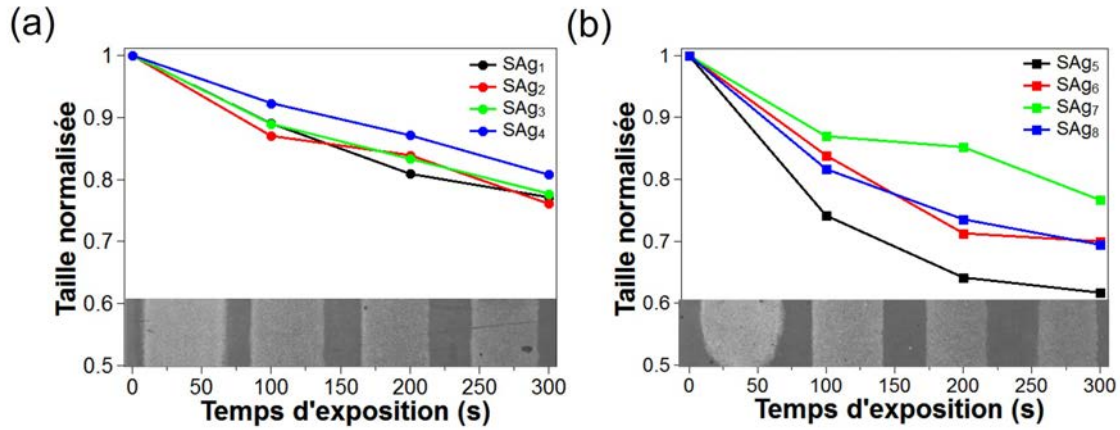 (a)
Taille normalisée
1
0.9
0.8
0.7
0.6
0.5
SAg₁
SAg₂
SAg₃
SAg₄
0 50 100 150 200 250 300
Temps d'exposition (s)
(b)
Taille normalisée
1
0.9
0.8
0.7
0.6
0.5
SAg₅
SAg₆
SAg₇
SAg₈
0 50 100 150 200 250 300
Temps d'exposition (s)